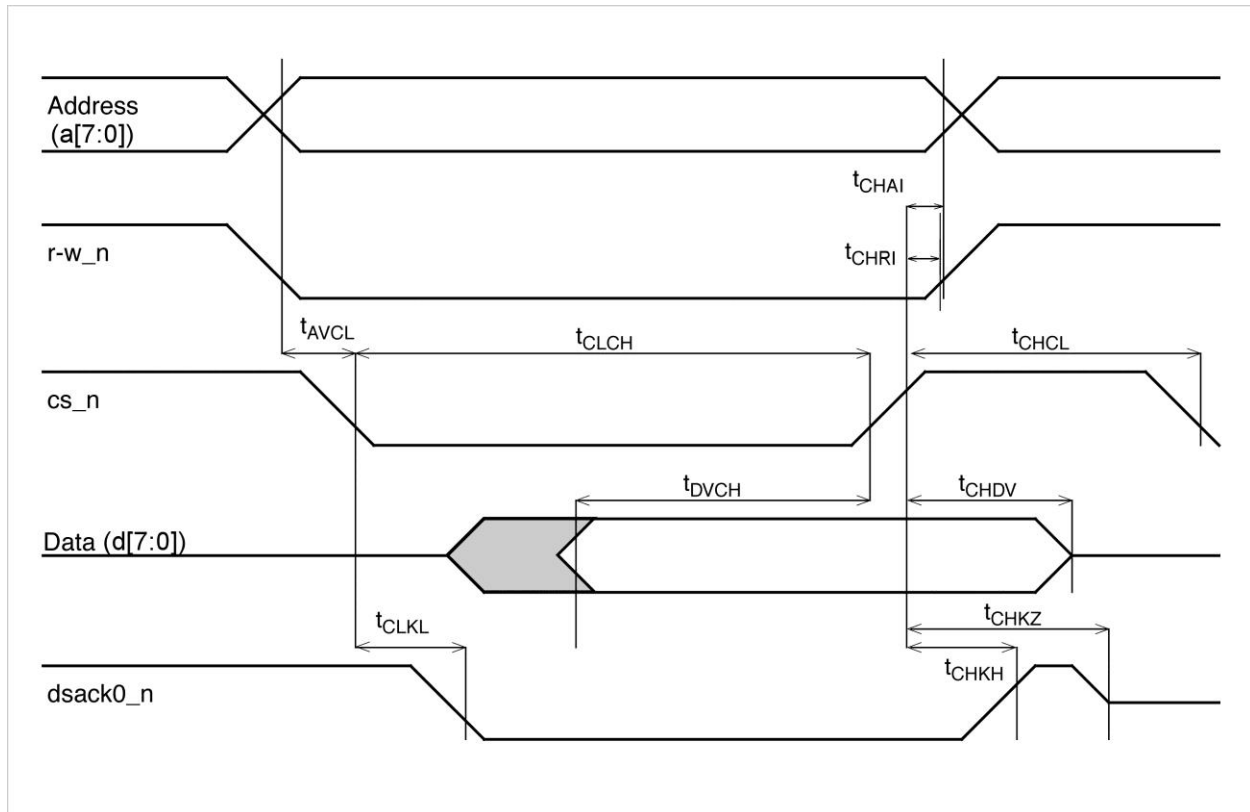 Address
(a[7:0])
tCHAI
r-w_n
tCHRI
tAVCL
tCLCH
tCHCL
cs_n
tDVCH
tCHDV
Data (d[7:0])
tCLKL
tCHKZ
tCHKH
dsack0_n